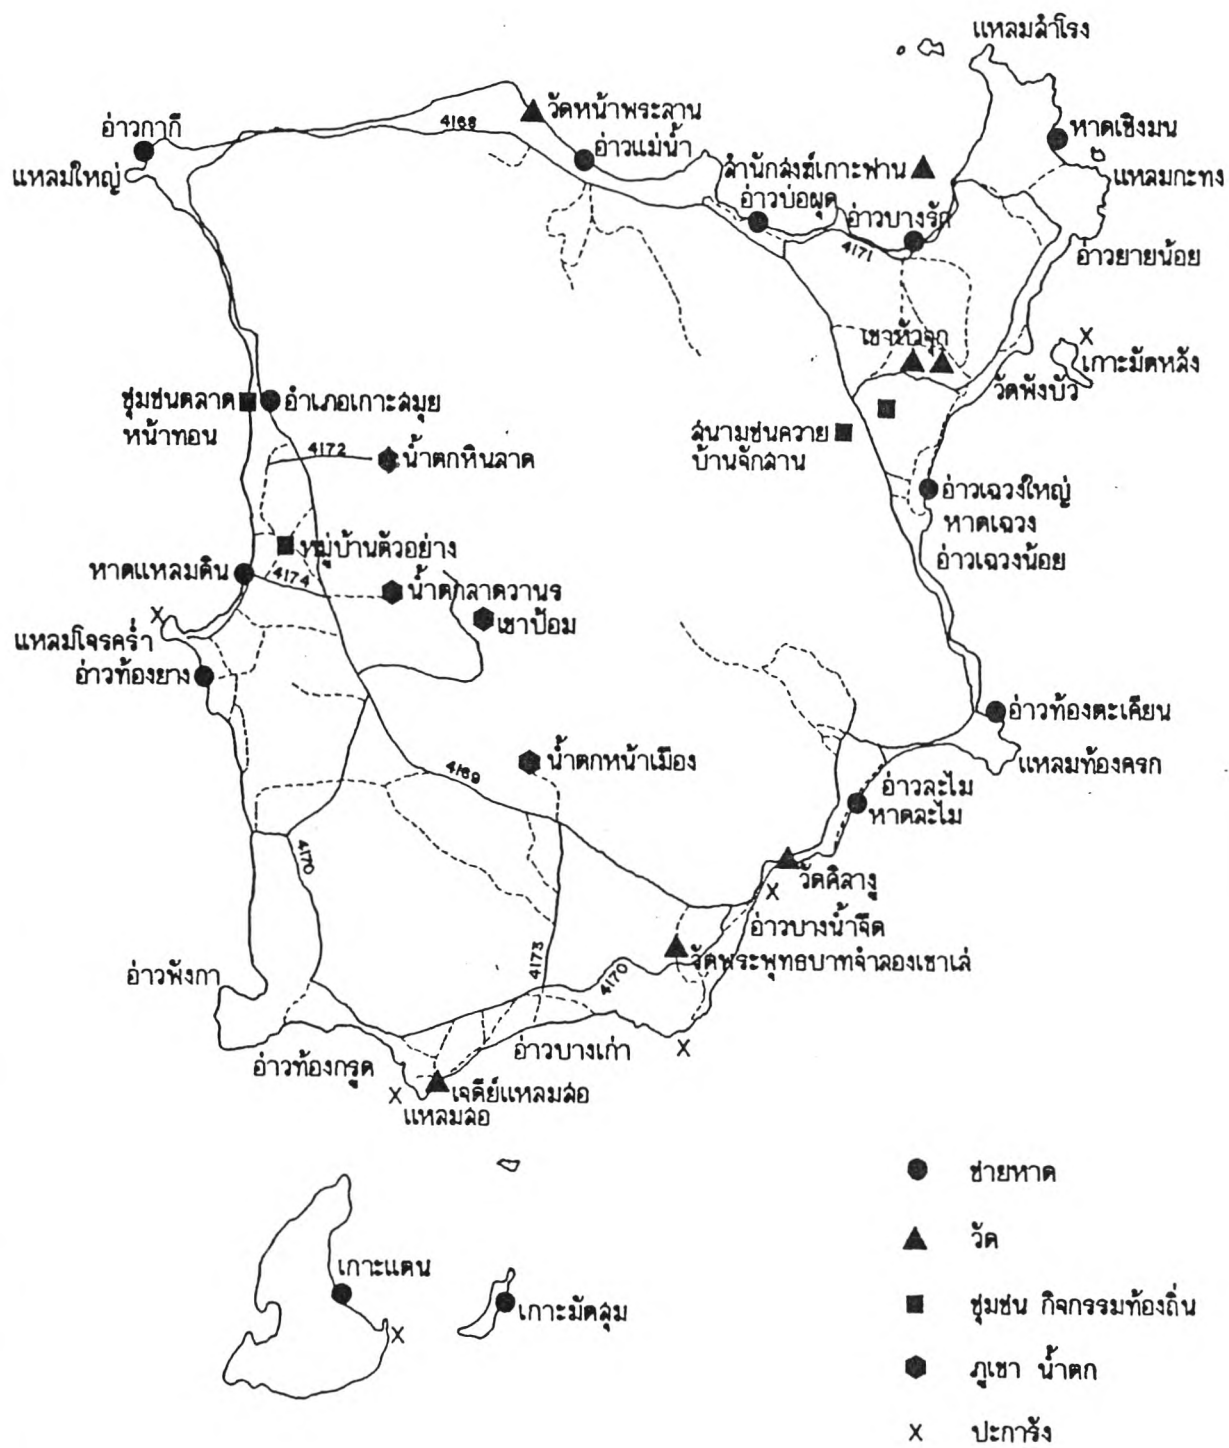 แหลมสำโรง
วัดหน้าพระลาน
4168
อ่าวกากี
อ่าวแม่น้ำ
หาดเชิงมน
แหลมใหญ่
สำนักสงฆ์เกาะฟาน
แหลมกะทง
อ่าวบ่อผุด
อ่าวบางรัก
4171
อ่าวยายน้อย
เขาหัวจุก
เกาะมัดหลัง
วัดพังบัว
ชุมชนตลาด
หน้าทอน
อำเภอเกาะสมุย
สนามชนควาย
บ้านจักสาน
4172
น้ำตกหินลาด
อ่าวเฉวงใหญ่
หาดเฉวง
อ่าวเฉวงน้อย
หมู่บ้านตัวอย่าง
หาดแหลมดิน
4174
น้ำตกลาดวานร
เขาป้อม
แหลมโจรคร่ำ
อ่าวท้องยาง
อ่าวท้องตะเคียน
แหลมท้องครก
4169
น้ำตกหน้าเมือง
อ่าวละไม
หาดละไม
4170
วัดศิลางู
อ่าวบางน้ำจืด
วัดพระพุทธบาทจำลองเขาเล่
4173
4170
อ่าวพังกา
อ่าวบางเก่า
อ่าวท้องกรูด
เจดีย์แหลมสอ
แหลมสอ
ชายหาด
วัด
เกาะแตน
เกาะมัดสุม
ชุมชน กิจกรรมท้องถิ่น
ภูเขา น้ำตก
ปะการัง